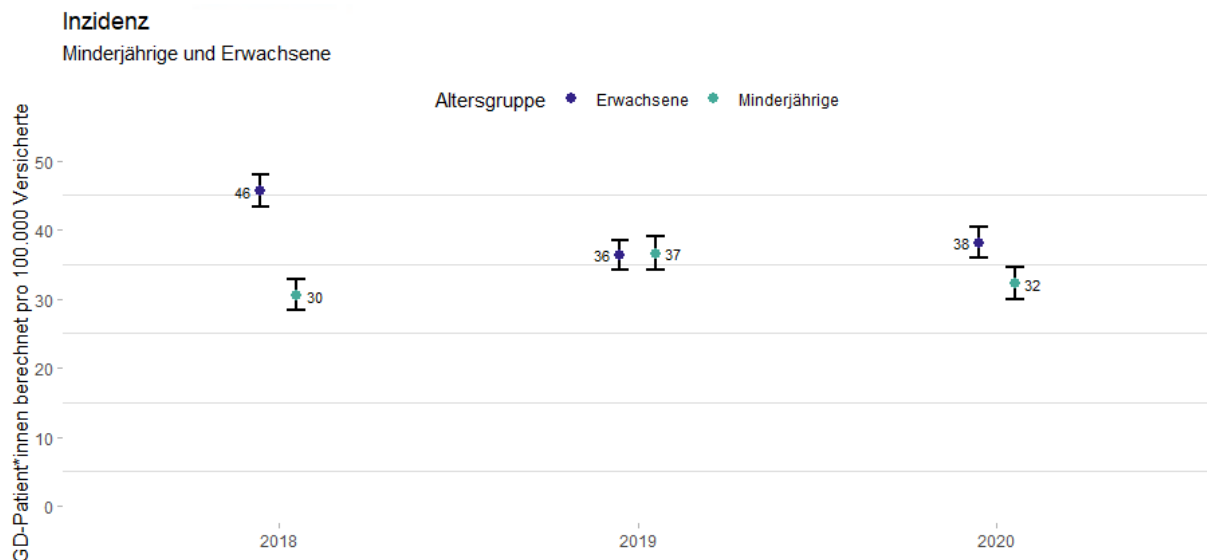 Inzidenz
Minderjährige und Erwachsene
Altersgruppe Erwachsene Minderjährige
GD-Patient*innen berechnet pro 100.000 Versicherte
50
40
30
20
10
0
46
30
36
37
38
32
2018 2019 2020